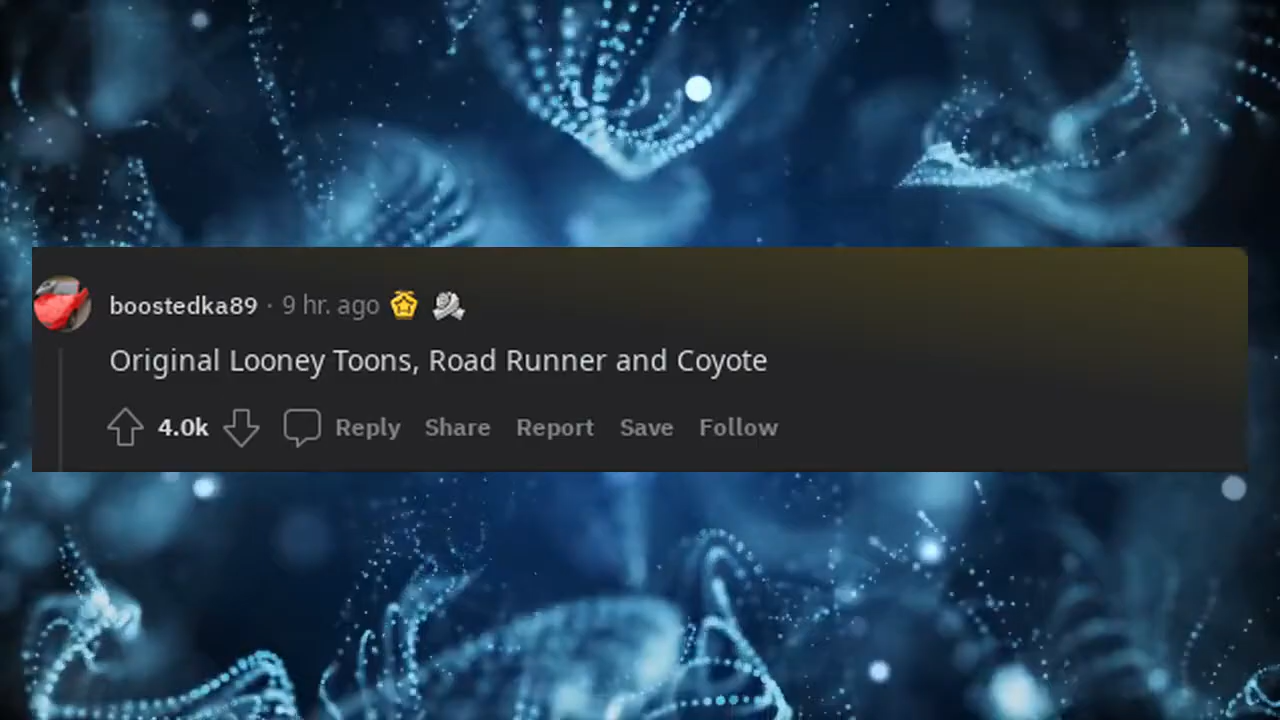 boostedka89 · 9 hr. ago
Original Looney Toons, Road Runner and Coyote
4.0k Reply Share Report Save Follow